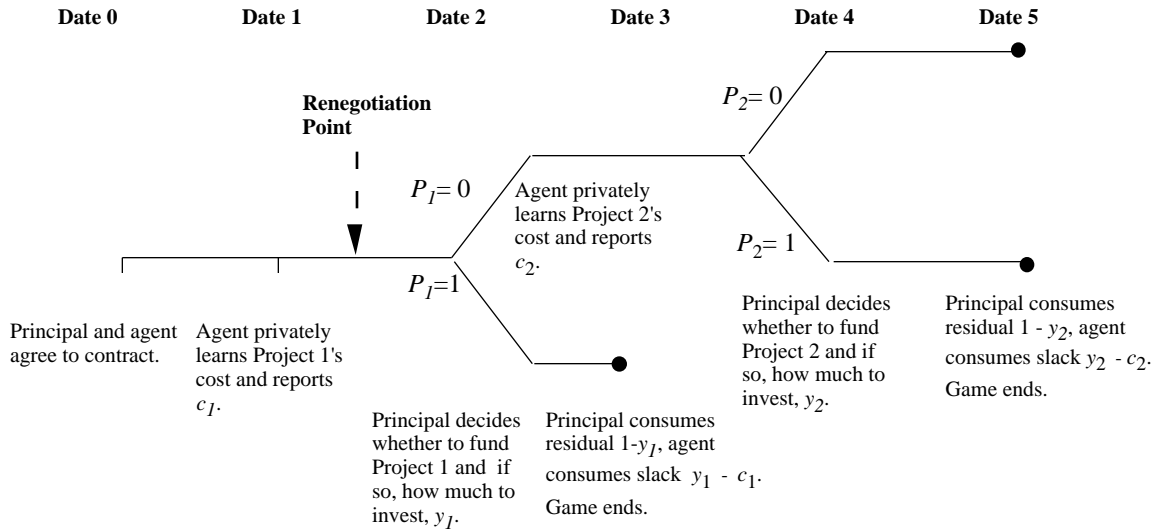 Date 0 Date 1 Date 2 Date 3 Date 4 Date 5
Renegotiation
Point
P1= 0
P1=1
Agent privately
learns Project 2's
cost and reports
c2.
P2= 0
P2= 1
Principal and agent
agree to contract.
Agent privately
learns Project 1's
cost and reports
c1.
Principal decides
whether to fund
Project 1 and if
so, how much to
invest, y1.
Principal consumes
residual 1-y1, agent
consumes slack y1 - c1.
Game ends.
Principal decides
whether to fund
Project 2 and if
so, how much to
invest, y2.
Principal consumes
residual 1 - y2, agent
consumes slack y2 - c2.
Game ends.